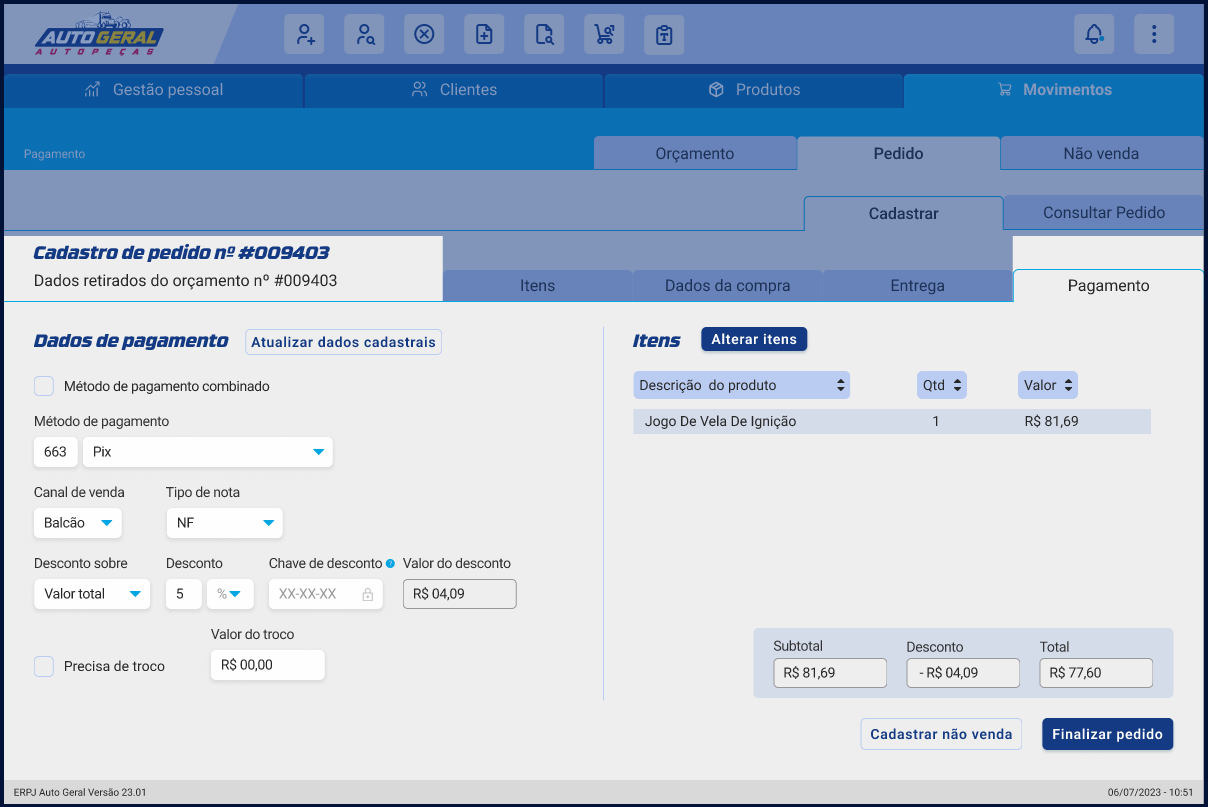 AUTO GERAL
AUTOPEÇAS
Gestão pessoal
Clientes
Produtos
Movimentos
Pagamento
Orçamento
Pedido
Não venda
Cadastrar
Consultar Pedido
Cadastro de pedido nº #009403
Dados retirados do orçamento nº #009403
Itens
Dados da compra
Entrega
Pagamento
Dados de pagamento
Atualizar dados cadastrais
Método de pagamento combinado
Método de pagamento
663
Pix
Canal de venda
Tipo de nota
Balcão
NF
Desconto sobre
Desconto
Chave de desconto
?
Valor do desconto
Valor total
5
%
XX-XX-XX
R$ 04,09
Valor do troco
Precisa de troco
R$ 00,00
Itens
Alterar itens
Descrição do produto
Qtd
Valor
Jogo De Vela De Ignição
1
R$ 81,69
Subtotal
Desconto
Total
R$ 81,69
- R$ 04,09
R$ 77,60
Cadastrar não venda
Finalizar pedido
ERPJ Auto Geral Versão 23.01
06/07/2023 - 10:51